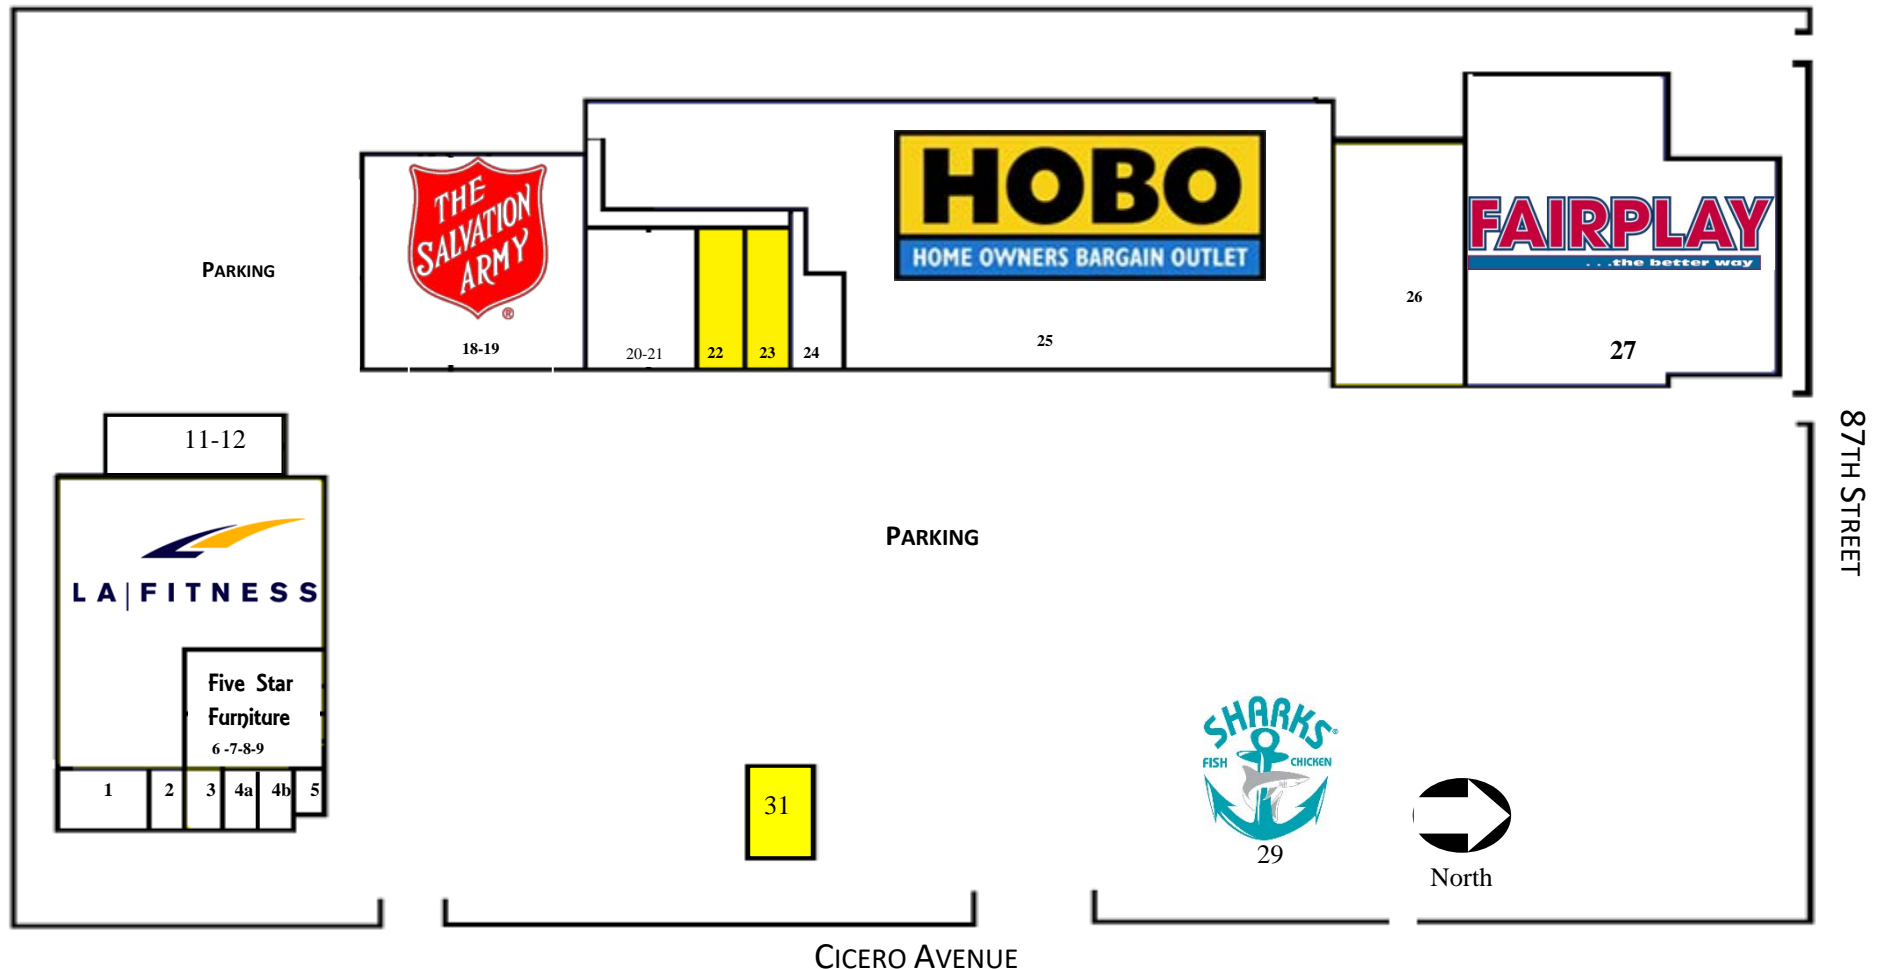 THE
SALVATION
ARMY
®
18-19
PARKING
20-21
22
23
24
HOBO
HOME OWNERS BARGAIN OUTLET
25
26
FAIRPLAY
...the better way
27
87TH STREET
11-12
LA|FITNESS
Five Star
Furniture
6 -7-8-9
1
2
3
4a
4b
5
PARKING
31
SHARKS®
FISH CHICKEN
29
North
CICERO AVENUE